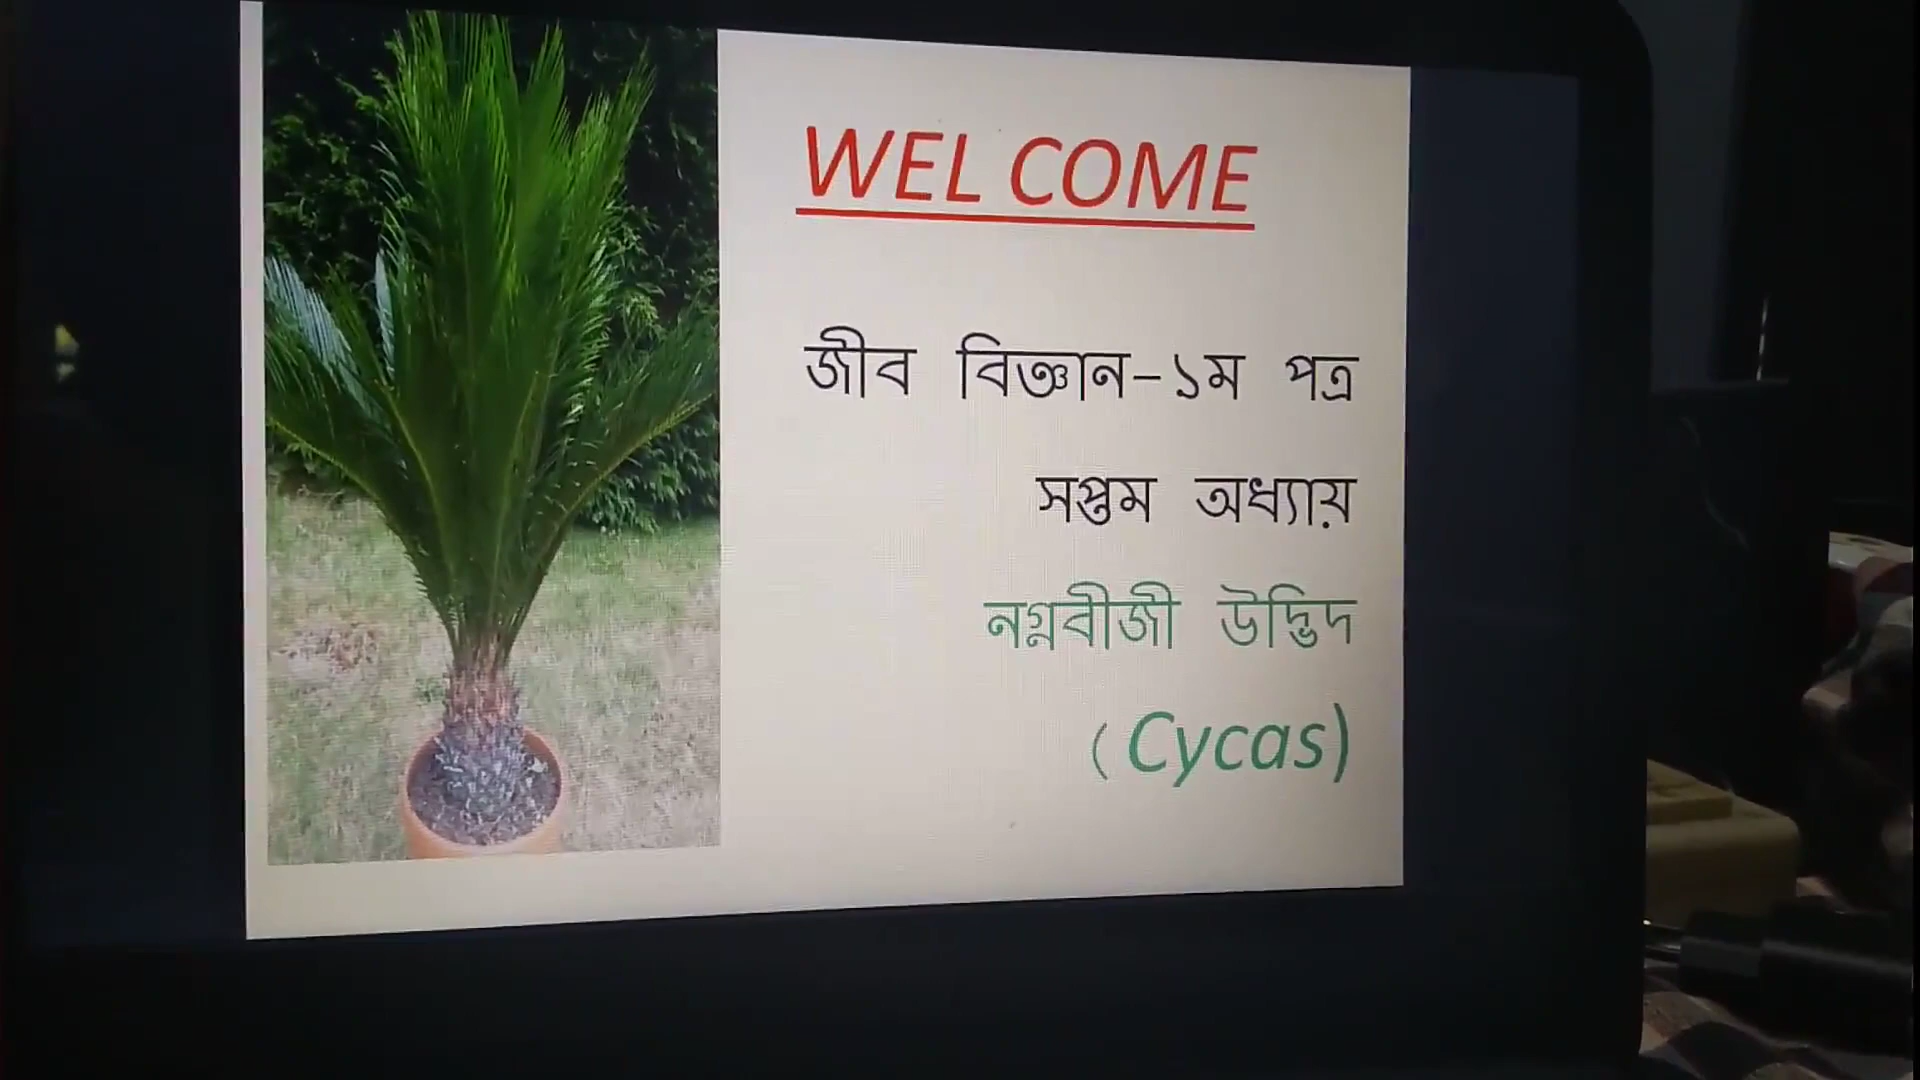 WEL COME
জীব বিজ্ঞান-১ম পত্র
সপ্তম অধ্যায়
নগ্নবীজী উদ্ভিদ
(Cycas)